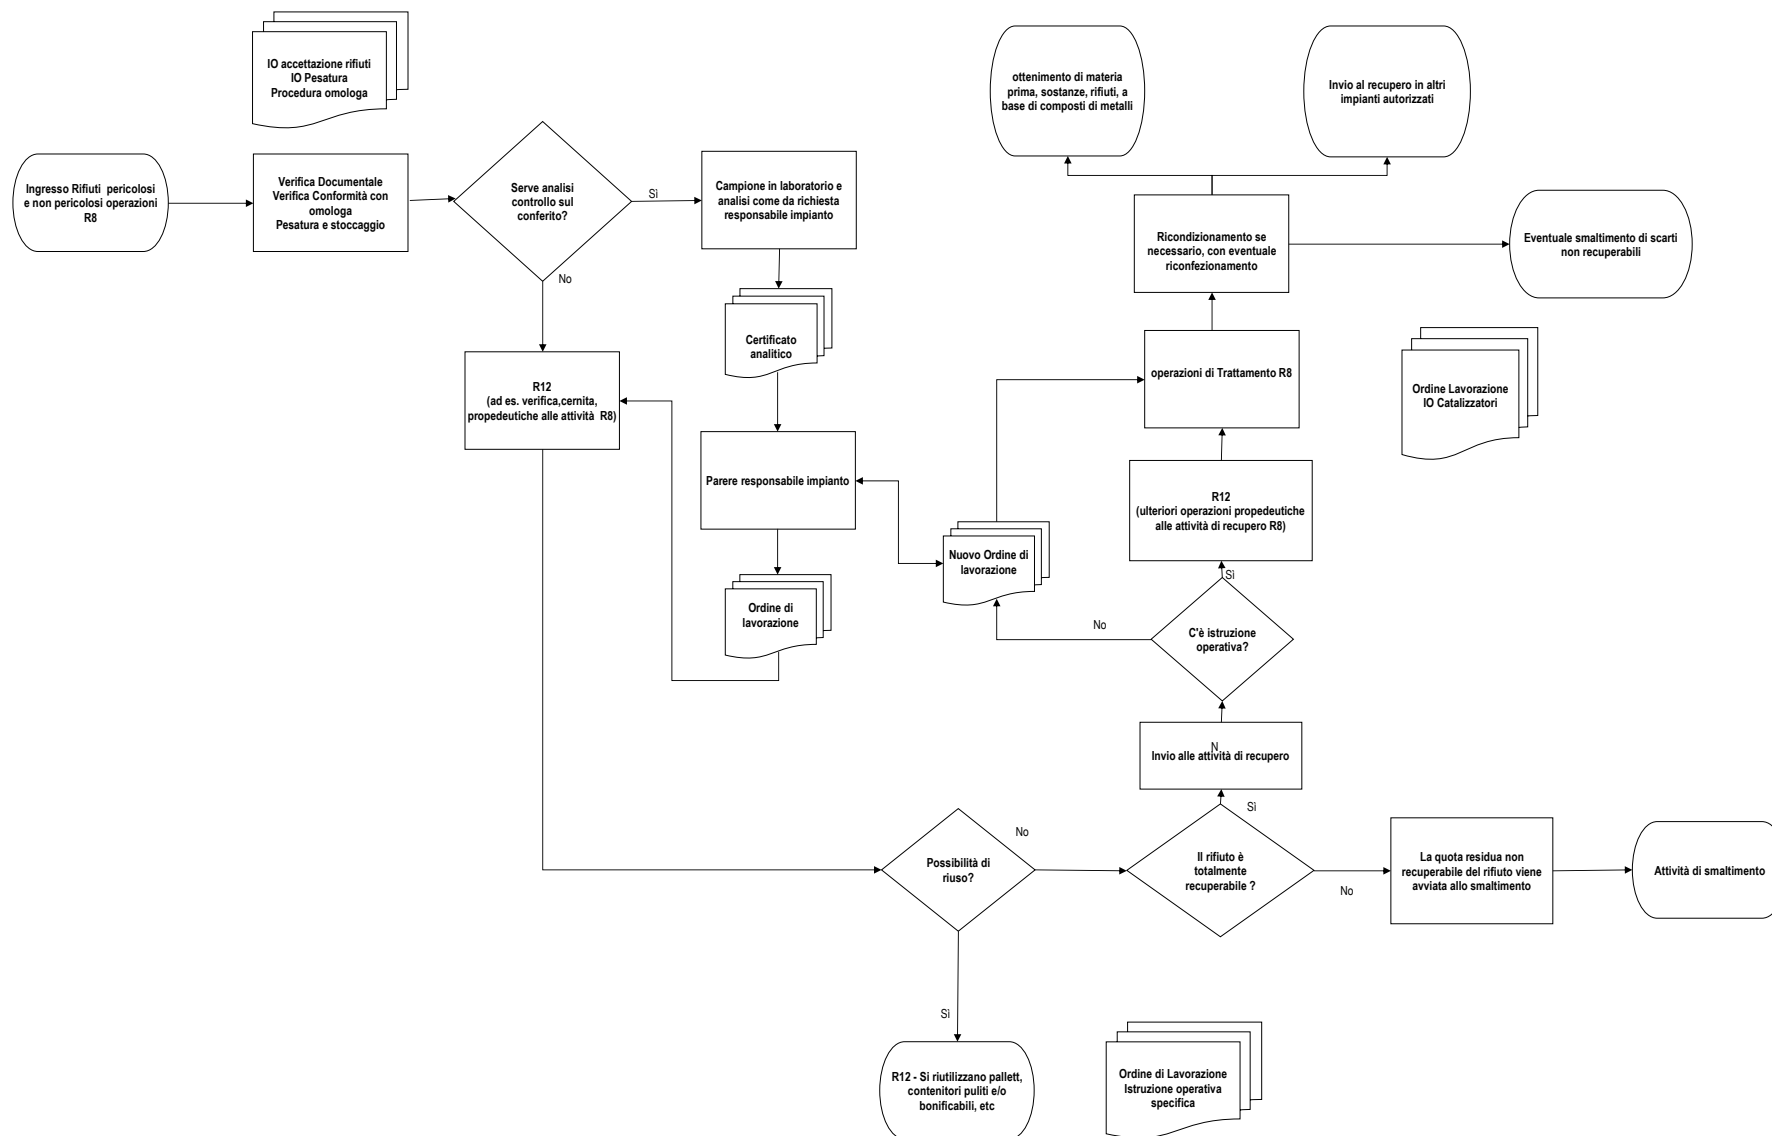 IO accettazione rifiuti
IO Pesatura
Procedura omologa
ottenimento di materia
prima, sostanze, rifiuti, a
base di composti di metalli
Invio al recupero in altri
impianti autorizzati
Ingresso Rifiuti pericolosi
e non pericolosi operazioni
R8
Verifica Documentale
Verifica Conformità con
omologa
Pesatura e stoccaggio
Serve analisi
controllo sul
conferito?
Sì
No
Campione in laboratorio e
analisi come da richiesta
responsabile impianto
Ricondizionamento se
necessario, con eventuale
riconfezionamento
Eventuale smaltimento di scarti
non recuperabili
Certificato
analitico
R12
(ad es. verifica,cernita,
propedeutiche alle attività R8)
operazioni di Trattamento R8
Ordine Lavorazione
IO Catalizzatori
Parere responsabile impianto
R12
(ulteriori operazioni propedeutiche
alle attività di recupero R8)
Nuovo Ordine di
lavorazione
Sì
Ordine di
lavorazione
No
C'è istruzione
operativa?
N
Invio alle attività di recupero
Sì
No
Possibilità di
riuso?
Il rifiuto è
totalmente
recuperabile ?
No
La quota residua non
recuperabile del rifiuto viene
avviata allo smaltimento
Attività di smaltimento
Sì
R12 - Si riutilizzano pallett,
contenitori puliti e/o
bonificabili, etc
Ordine di Lavorazione
Istruzione operativa
specifica